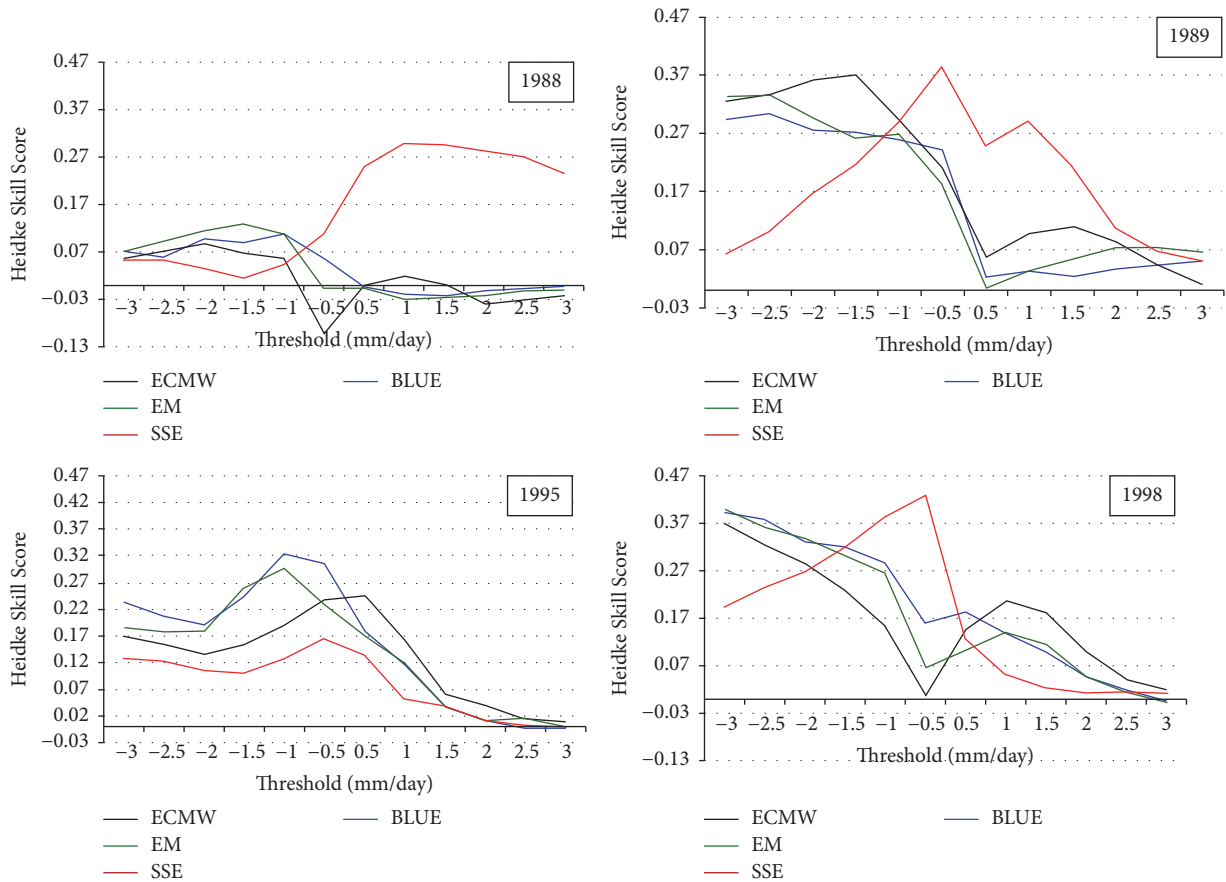 1988
0.47
0.37
0.27
0.17
0.07
−0.03
−0.13
Heidke Skill Score
−3 −2.5 −2 −1.5 −1 −0.5 0.5 1 1.5 2 2.5 3
Threshold (mm/day)
ECMW BLUE
EM
SSE
1989
0.47
0.37
0.27
0.17
0.07
−0.03
Heidke Skill Score
−3 −2.5 −2 −1.5 −1 −0.5 0.5 1 1.5 2 2.5 3
Threshold (mm/day)
ECMW BLUE
EM
SSE
1995
0.47
0.42
0.37
0.32
0.27
0.22
0.17
0.12
0.07
0.02
−0.03
Heidke Skill Score
−3 −2.5 −2 −1.5 −1 −0.5 0.5 1 1.5 2 2.5 3
Threshold (mm/day)
ECMW BLUE
EM
SSE
1998
0.47
0.37
0.27
0.17
0.07
−0.03
−0.13
Heidke Skill Score
−3 −2.5 −2 −1.5 −1 −0.5 0.5 1 1.5 2 2.5 3
Threshold (mm/day)
ECMW BLUE
EM
SSE